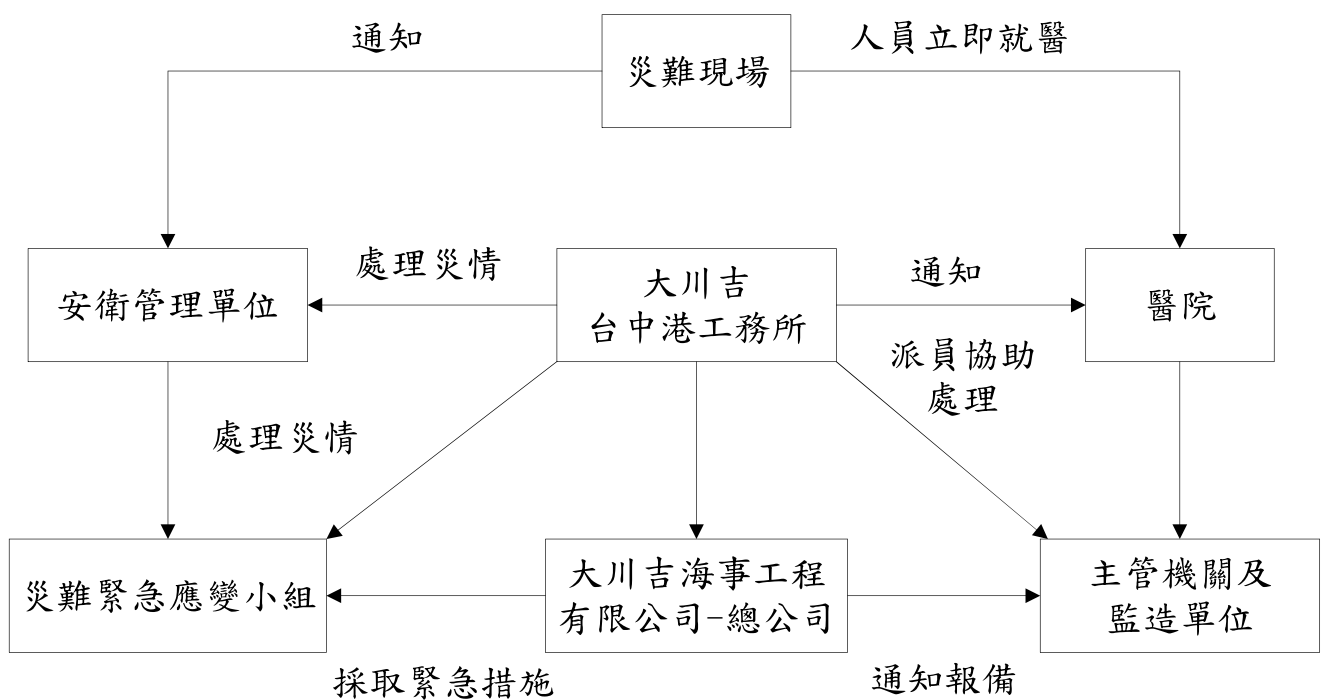 通知
人員立即就醫
災難現場
安衛管理單位
處理災情
大川吉
台中港工務所
通知
醫院
派員協助
處理
處理災情
災難緊急應變小組
大川吉海事工程
有限公司-總公司
主管機關及
監造單位
採取緊急措施
通知報備